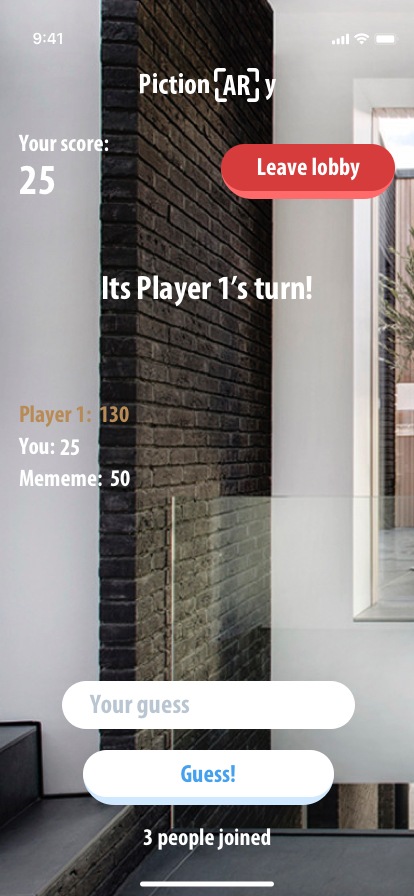 9:41
Piction[AR]y
Your score:
25
Leave lobby
Its Player 1's turn!
Player 1: 130
You: 25
Mememe: 50
Your guess
Guess!
3 people joined